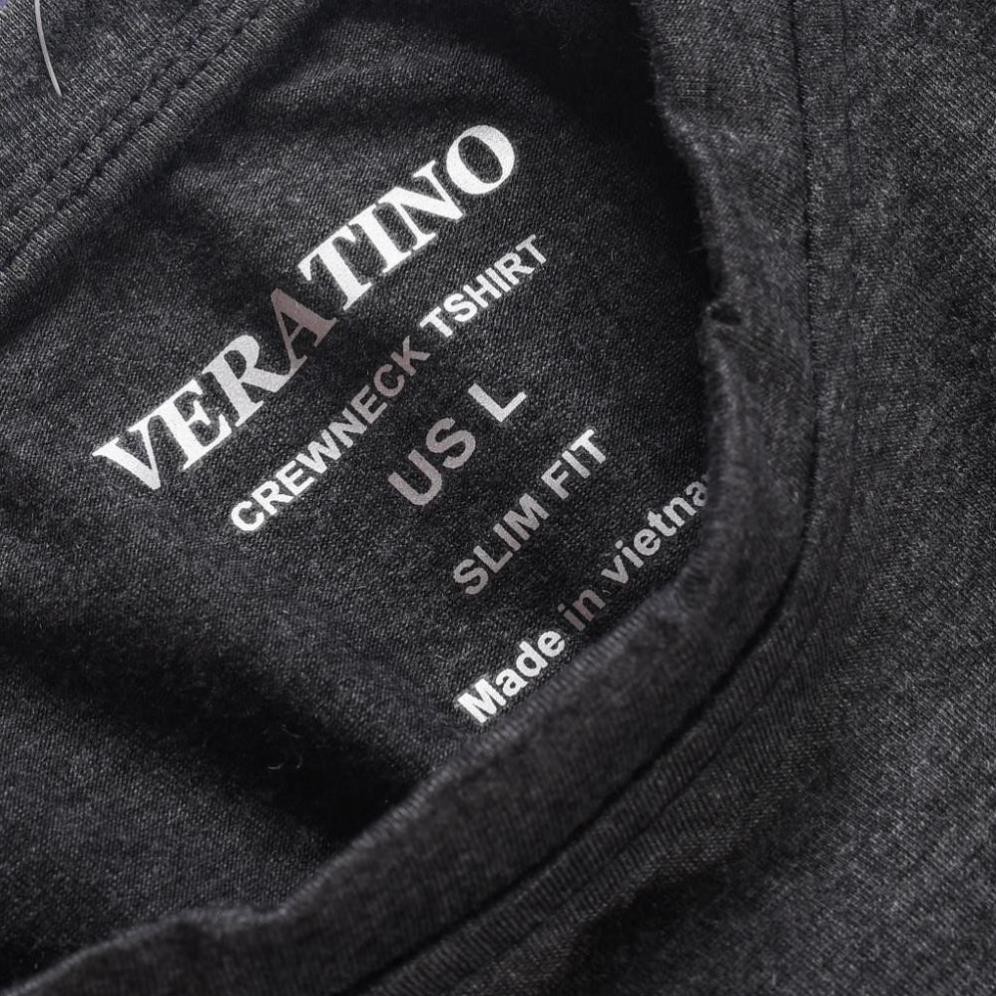 VERATINO
CREWNECK TSHIRT
US L
SLIM FIT
Made in vietna